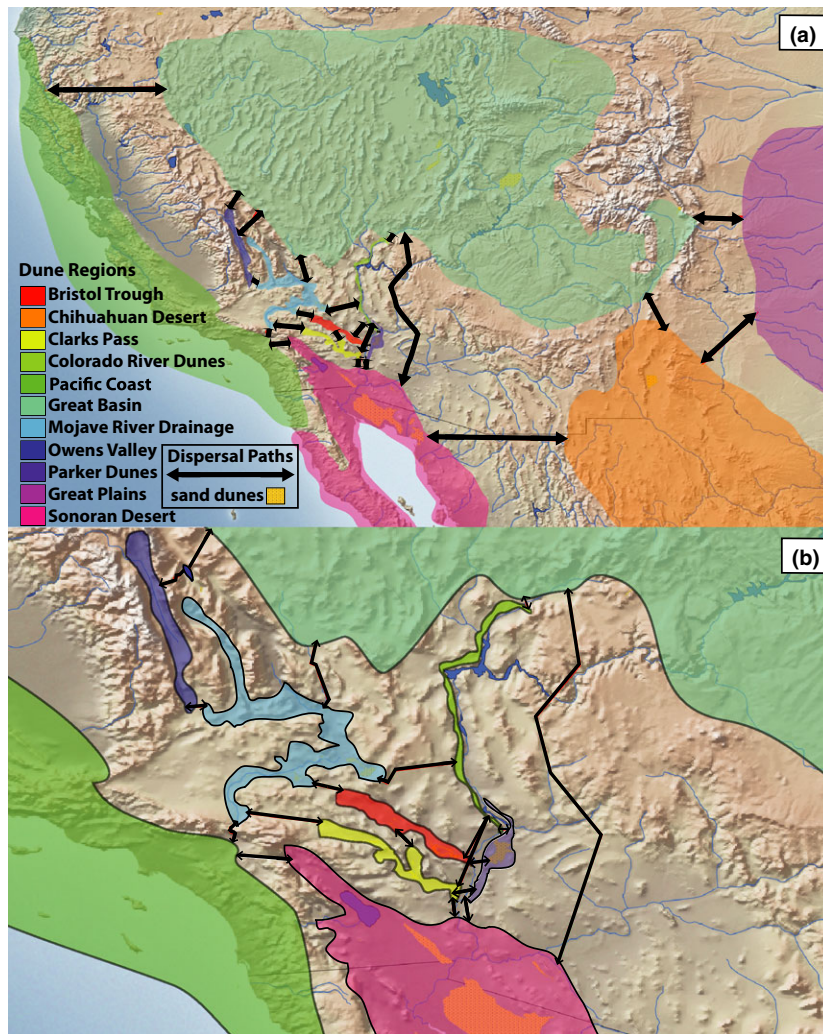 (a)
Dune Regions
Bristol Trough
Chihuahuan Desert
Clarks Pass
Colorado River Dunes
Pacific Coast
Great Basin
Mojave River Drainage
Owens Valley
Parker Dunes
Great Plains
Sonoran Desert
Dispersal Paths
sand dunes
(b)